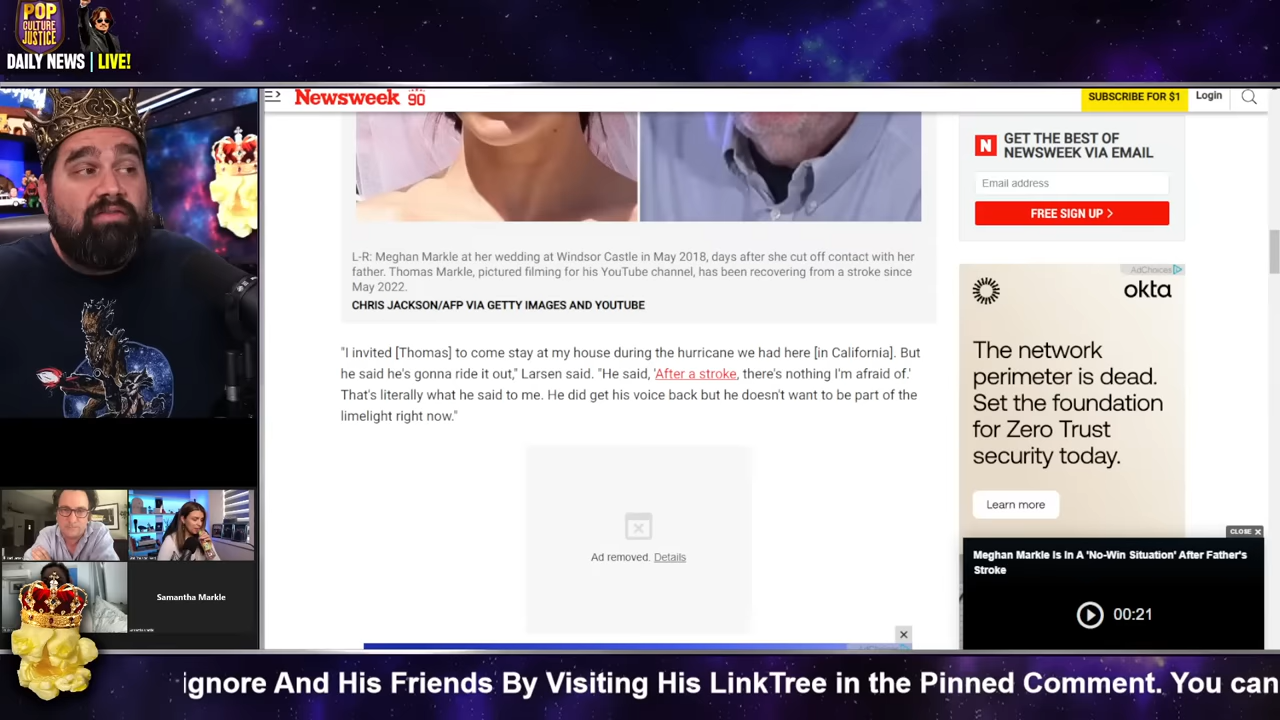 POP
CULTURE
JUSTICE
DAILY NEWS | LIVE!
Newsweek 90
SUBSCRIBE FOR $1
Login
GET THE BEST OF
NEWSWEEK VIA EMAIL
Email address
FREE SIGN UP >
L-R: Meghan Markle at her wedding at Windsor Castle in May 2018, days after she cut off contact with her
father. Thomas Markle, pictured filming for his YouTube channel, has been recovering from a stroke since
May 2022.
CHRIS JACKSON/AFP VIA GETTY IMAGES AND YOUTUBE
"I invited [Thomas] to come stay at my house during the hurricane we had here [in California]. But
he said he's gonna ride it out," Larsen said. "He said, 'After a stroke, there's nothing I'm afraid of.'
That's literally what he said to me. He did get his voice back but he doesn't want to be part of the
limelight right now."
Ad removed. Details
AdChoices
okta
The network
perimeter is dead.
Set the foundation
for Zero Trust
security today.
Learn more
CLOSE X
Meghan Markle Is In A 'No-Win Situation' After Father's
Stroke
00:21
Samantha Markle
ignore And His Friends By Visiting His LinkTree in the Pinned Comment. You can